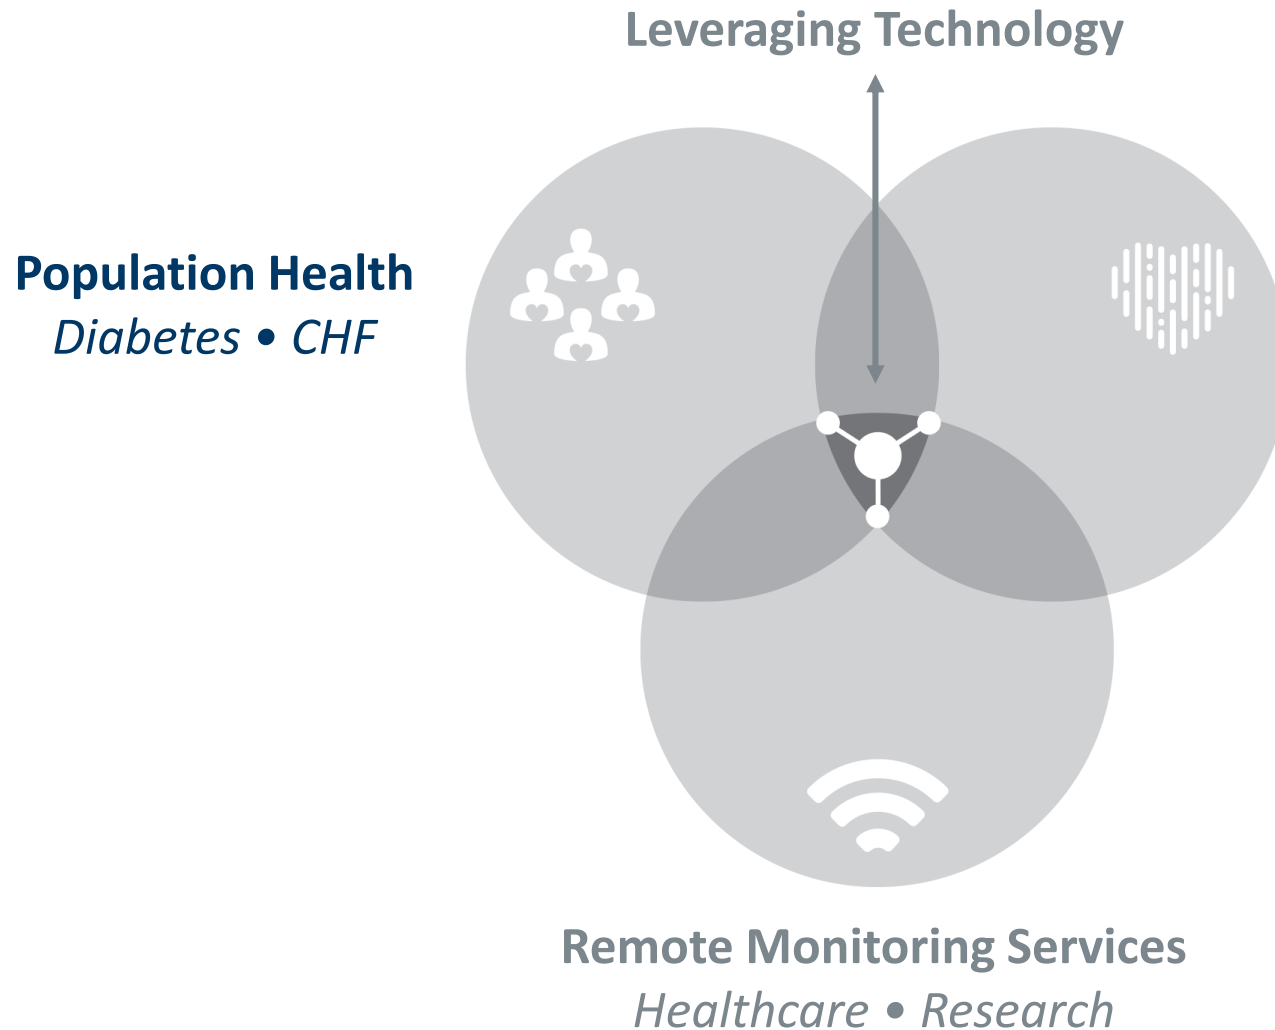 Leveraging Technology
Population Health
Diabetes • CHF
Remote Monitoring Services
Healthcare • Research